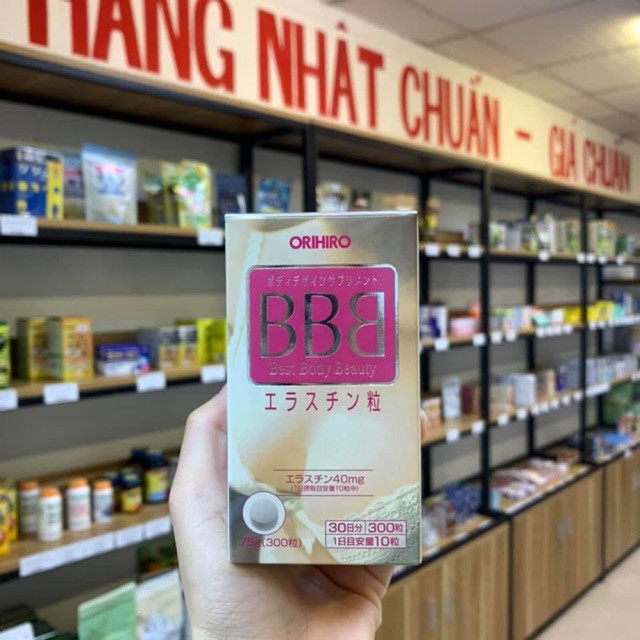 HÀNG NHẬT CHUẨN - GIÁ CHUẨN
ORIHIRO
ボディデザインサプリメント
BBB
Best Body Beauty
エラスチン粒
エラスチン40mg
(1日摂取目安量10粒中)
30日分 300粒
1日目安量10粒
(300粒)